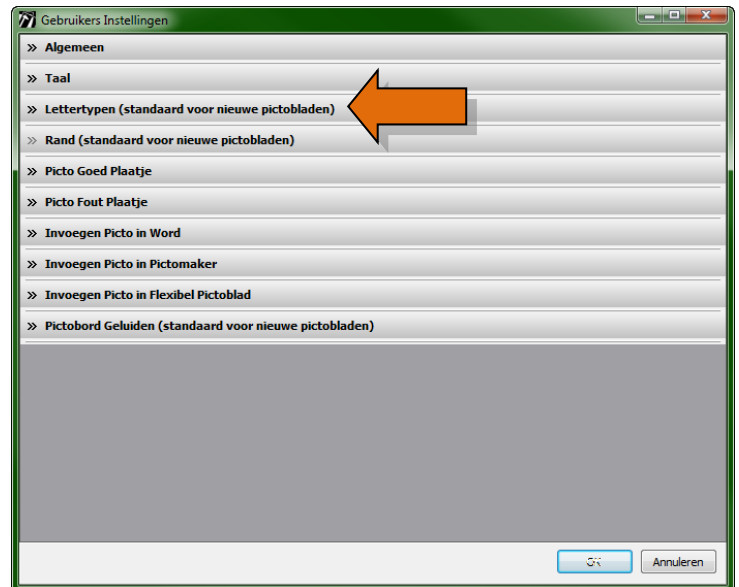 Gebruikers Instellingen
» Algemeen
» Taal
» Lettertypen (standaard voor nieuwe pictobladen)
» Rand (standaard voor nieuwe pictobladen)
» Picto Goed Plaatje
» Picto Fout Plaatje
» Invoegen Picto in Word
» Invoegen Picto in Pictomaker
» Invoegen Picto in Flexibel Pictoblad
» Pictobord Geluiden (standaard voor nieuwe pictobladen)
Annuleren